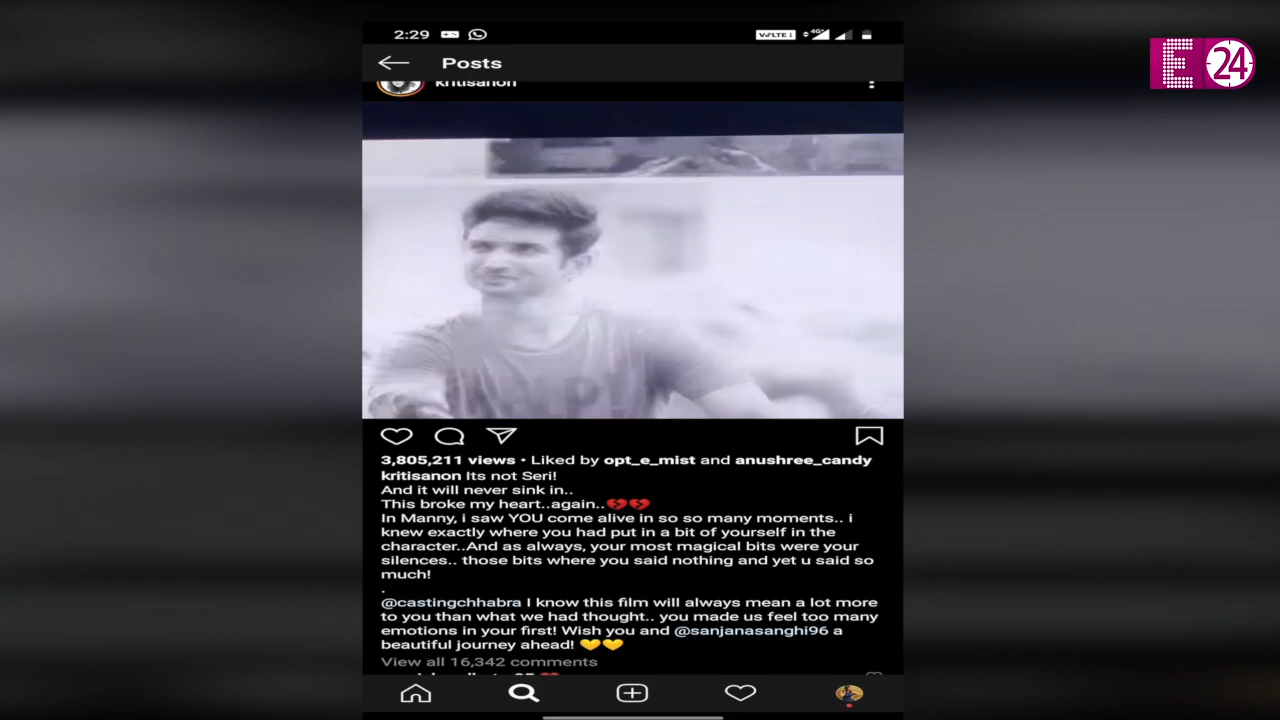 2:29
VoLTE
4G+
E 24
Posts
kritisanon
HELP!
3,805,211 views • Liked by opt_e_mist and anushree_candy
kritisanon Its not Seri!
And it will never sink in..
This broke my heart..again..💔💔
In Manny, i saw YOU come alive in so so many moments.. i
knew exactly where you had put in a bit of yourself in the
character..And as always, your most magical bits were your
silences.. those bits where you said nothing and yet u said so
much!
.
@castingchhabra I know this film will always mean a lot more
to you than what we had thought.. you made us feel too many
emotions in your first! Wish you and @sanjanasanghi96 a
beautiful journey ahead! 💛💛
View all 16,342 comments